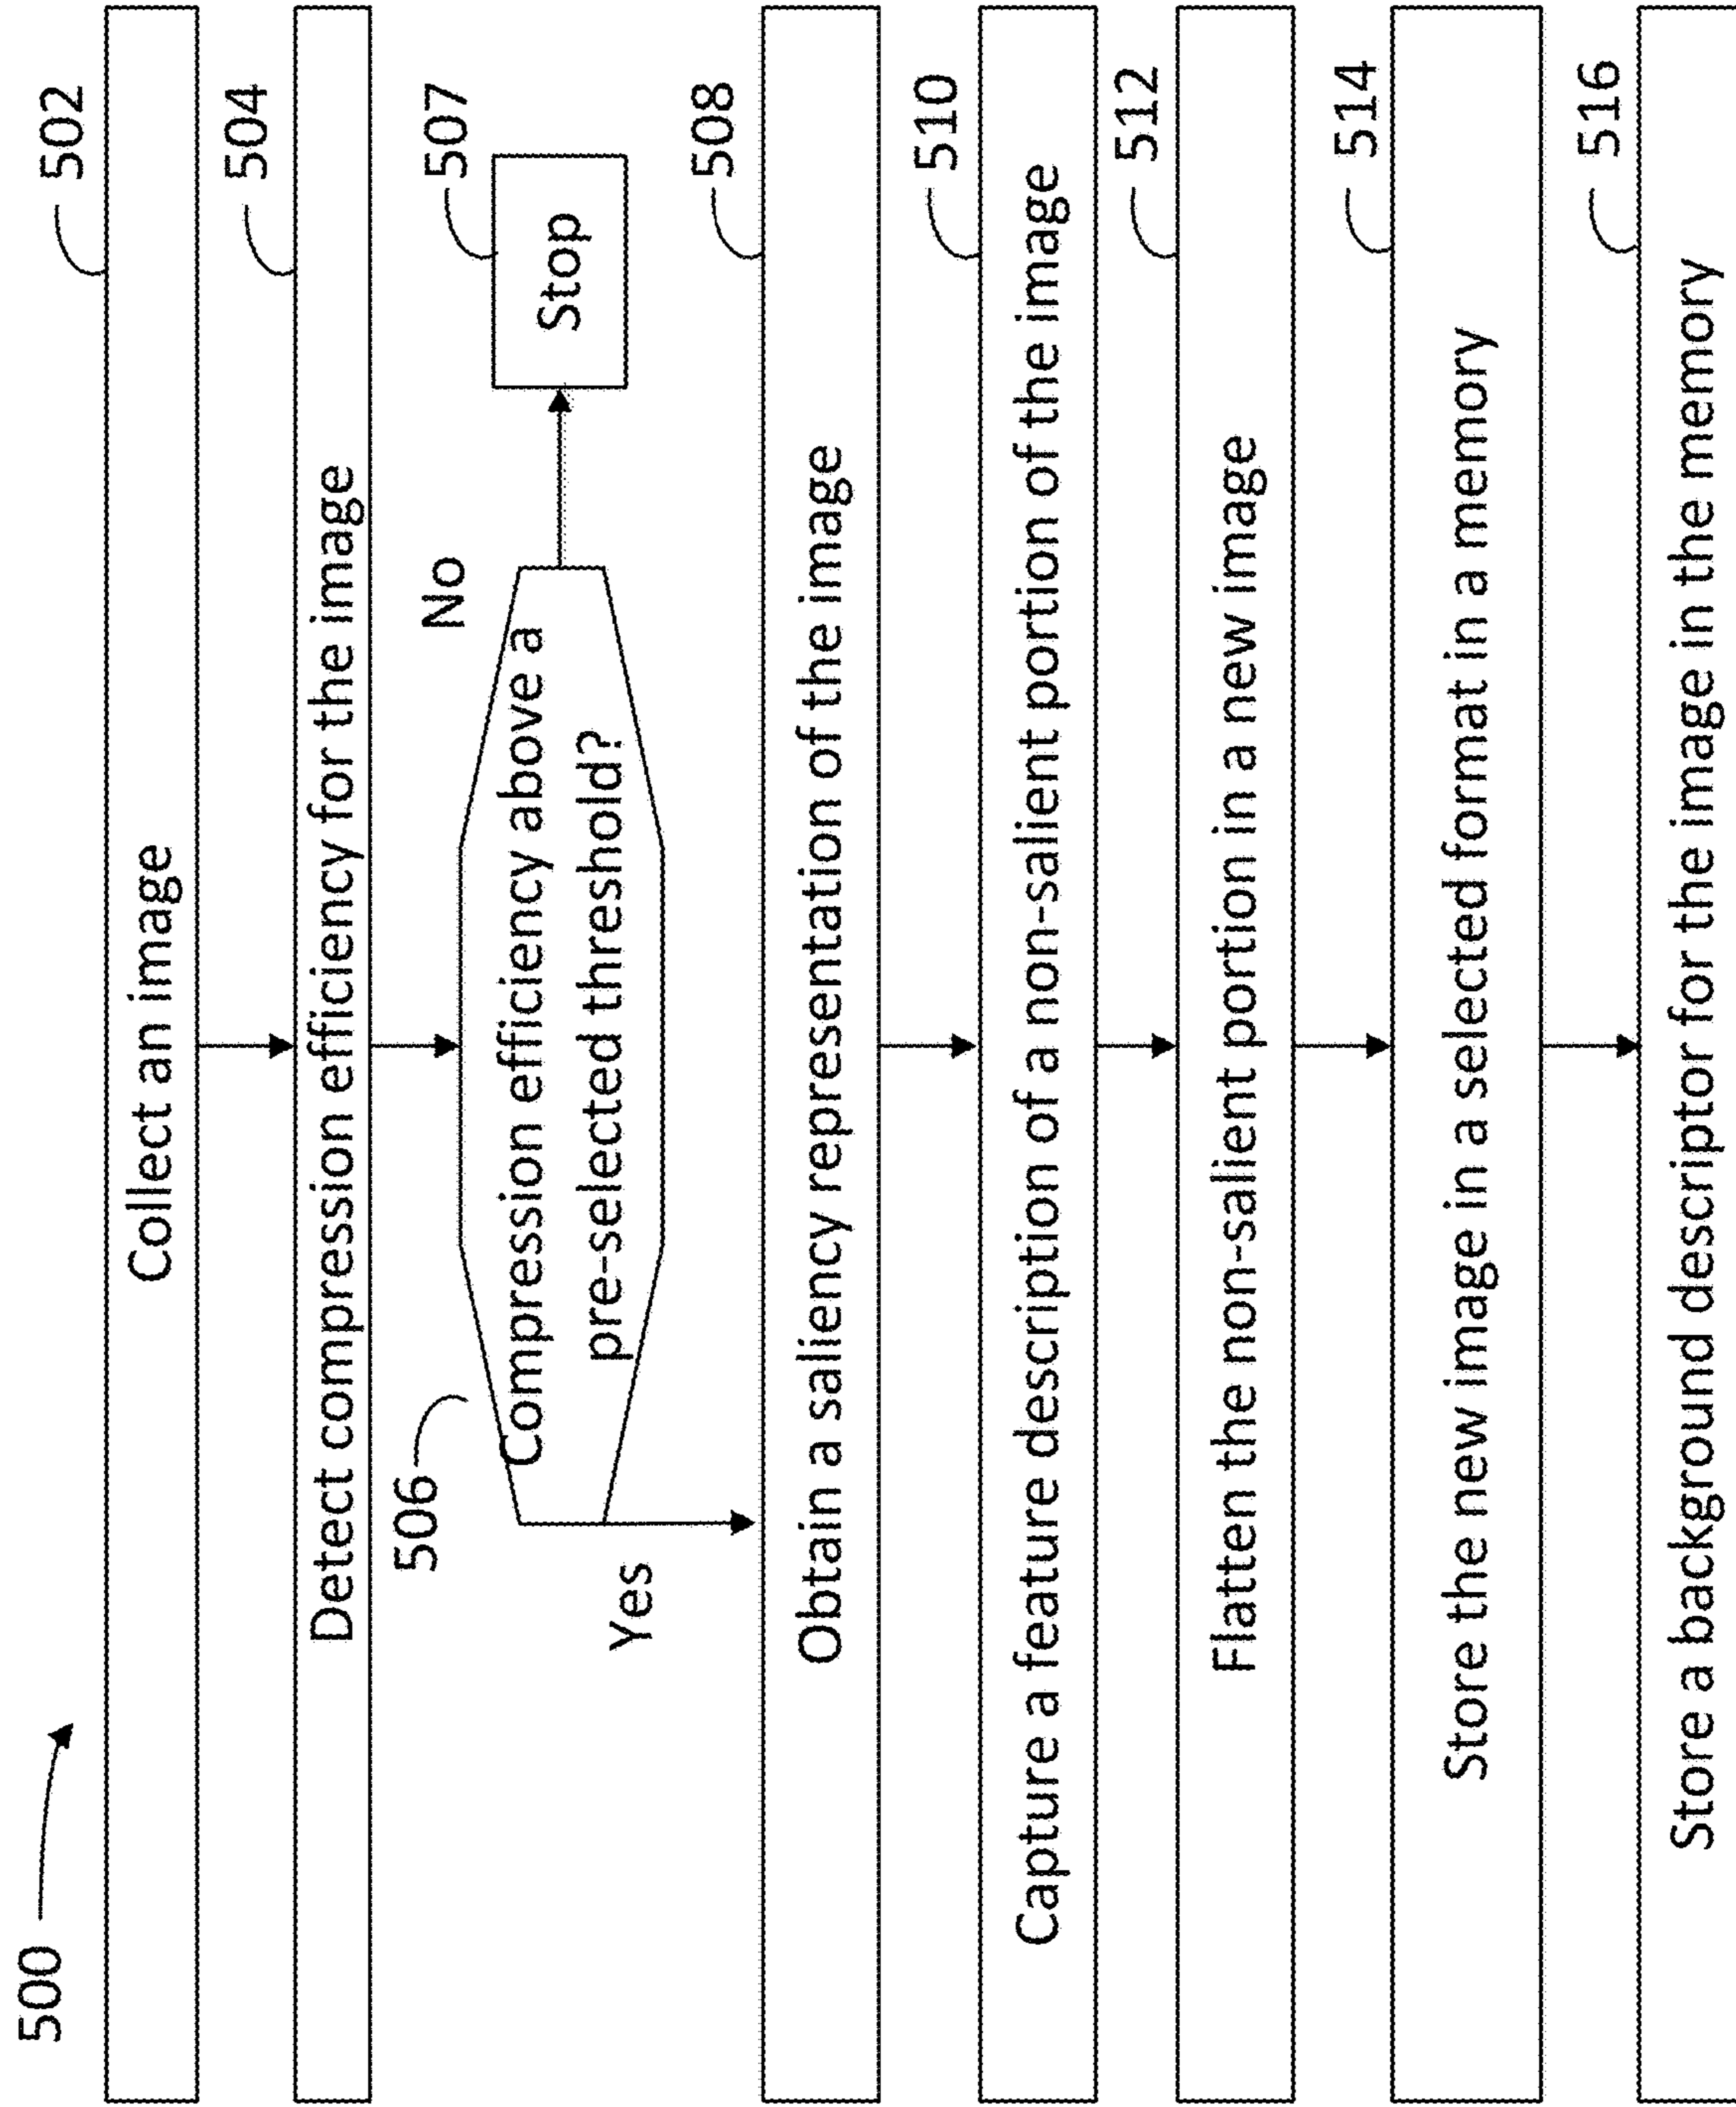 500
502
Collect an image
504
Detect compression efficiency for the image
506
Compression efficiency above a
pre-selected threshold?
No
507
Stop
Yes
508
Obtain a saliency representation of the image
510
Capture a feature description of a non-salient portion of the image
512
Flatten the non-salient portion in a new image
514
Store the new image in a selected format in a memory
516
Store a background descriptor for the image in the memory